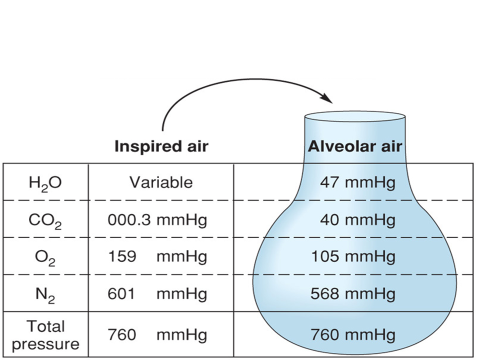 Inspired air Alveolar air
H₂O Variable 47 mmHg
CO₂ 000.3 mmHg 40 mmHg
O₂ 159 mmHg 105 mmHg
N₂ 601 mmHg 568 mmHg
Total
pressure 760 mmHg 760 mmHg